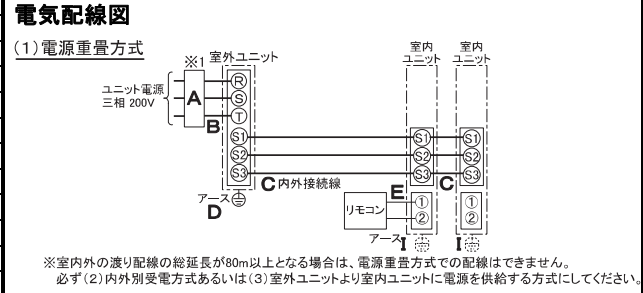 電気配線図
(1)電源重畳方式
※1
室外ユニット
室内
ユニット
室内
ユニット
ユニット電源
三相 200V
A
B
R
S
T
S1
S2
S3
S1
S2
S3
S1
S2
S3
C 内外接続線
C
アース
D
E
リモコン
①
②
①
②
アース I
I
※室内外の渡り配線の総延長が80m以上となる場合は、電源重畳方式での配線はできません。
必ず(2)内外別受電方式あるいは(3)室外ユニットより室内ユニットに電源を供給する方式にしてください。